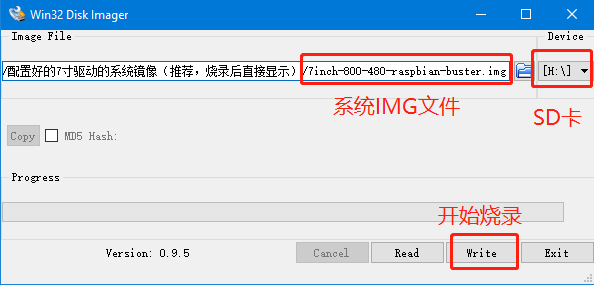 Win32 Disk Imager
Image File
Device
/配置好的7寸驱动的系统镜像（推荐，烧录后直接显示）/7inch-800-480-raspbian-buster.img
[H:\]
系统IMG文件
SD卡
Copy
MD5 Hash:
Progress
开始烧录
Version: 0.9.5
Cancel
Read
Write
Exit